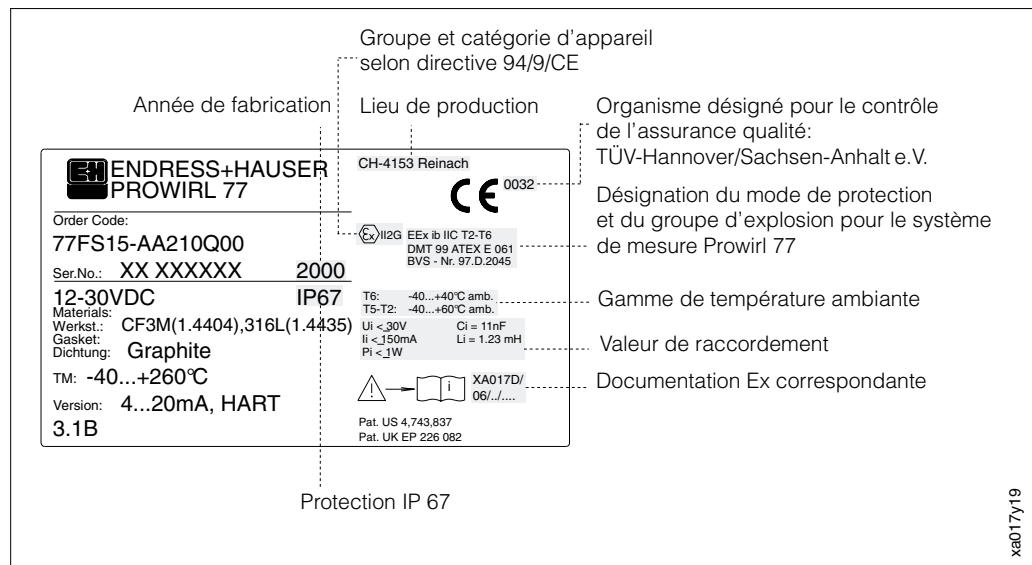 Groupe et catégorie d'appareil
selon directive 94/9/CE
Année de fabrication
Lieu de production
Organisme désigné pour le contrôle
de l'assurance qualité:
TÜV-Hannover/Sachsen-Anhalt e.V.
Désignation du mode de protection
et du groupe d'explosion pour le système
de mesure Prowirl 77
Gamme de température ambiante
Valeur de raccordement
Documentation Ex correspondante
EH ENDRESS+HAUSER
PROWIRL 77
Order Code:
77FS15-AA210Q00
Ser.No.: XX XXXXXX 2000
12-30VDC IP67
Materials:
Werkst.: CF3M(1.4404),316L(1.4435)
Gasket:
Dichtung: Graphite
TM: -40...+260°C
Version: 4...20mA, HART
3.1B
CH-4153 Reinach
CE 0032
Ex II2G EEx ib IIC T2-T6
DMT 99 ATEX E 061
BVS - Nr. 97.D.2045
T6: -40...+40°C amb.
T5-T2: -40...+60°C amb.
Ui <_30V Ci = 11nF
Ii <_150mA Li = 1.23 mH
Pi <_1W
i XA017D/
06/../....
Pat. US 4,743,837
Pat. UK EP 226 082
Protection IP 67
xa017y19